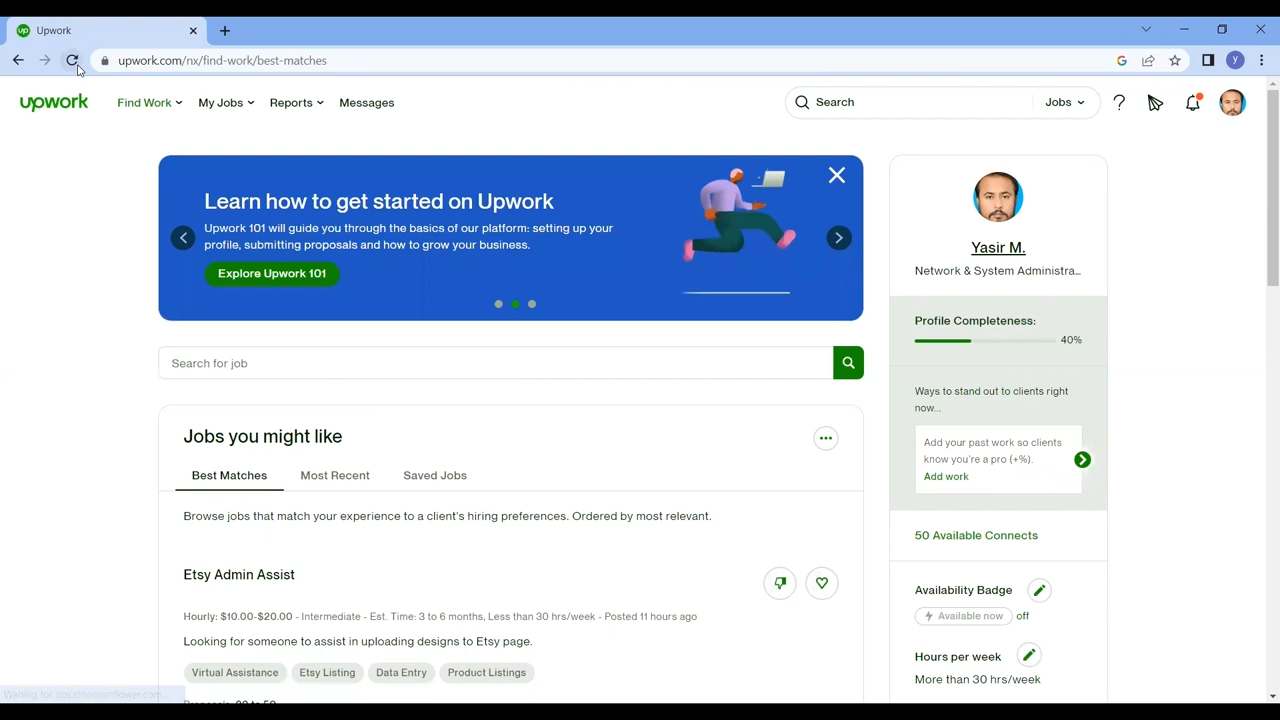 Upwork
upwork.com/nx/find-work/best-matches
y
upwork
Find Work
My Jobs
Reports
Messages
Search
Jobs
Learn how to get started on Upwork
Upwork 101 will guide you through the basics of our platform: setting up your
profile, submitting proposals and how to grow your business.
Explore Upwork 101
Search for job
Jobs you might like
Best Matches
Most Recent
Saved Jobs
Browse jobs that match your experience to a client's hiring preferences. Ordered by most relevant.
Etsy Admin Assist
Hourly: $10.00-$20.00 - Intermediate - Est. Time: 3 to 6 months, Less than 30 hrs/week - Posted 11 hours ago
Looking for someone to assist in uploading designs to Etsy page.
Virtual Assistance
Etsy Listing
Data Entry
Product Listings
Yasir M.
Network & System Administra...
Profile Completeness:
40%
Ways to stand out to clients right
now...
Add your past work so clients
know you're a pro (+%).
Add work
50 Available Connects
Availability Badge
Available now
off
Hours per week
More than 30 hrs/week
Waiting for